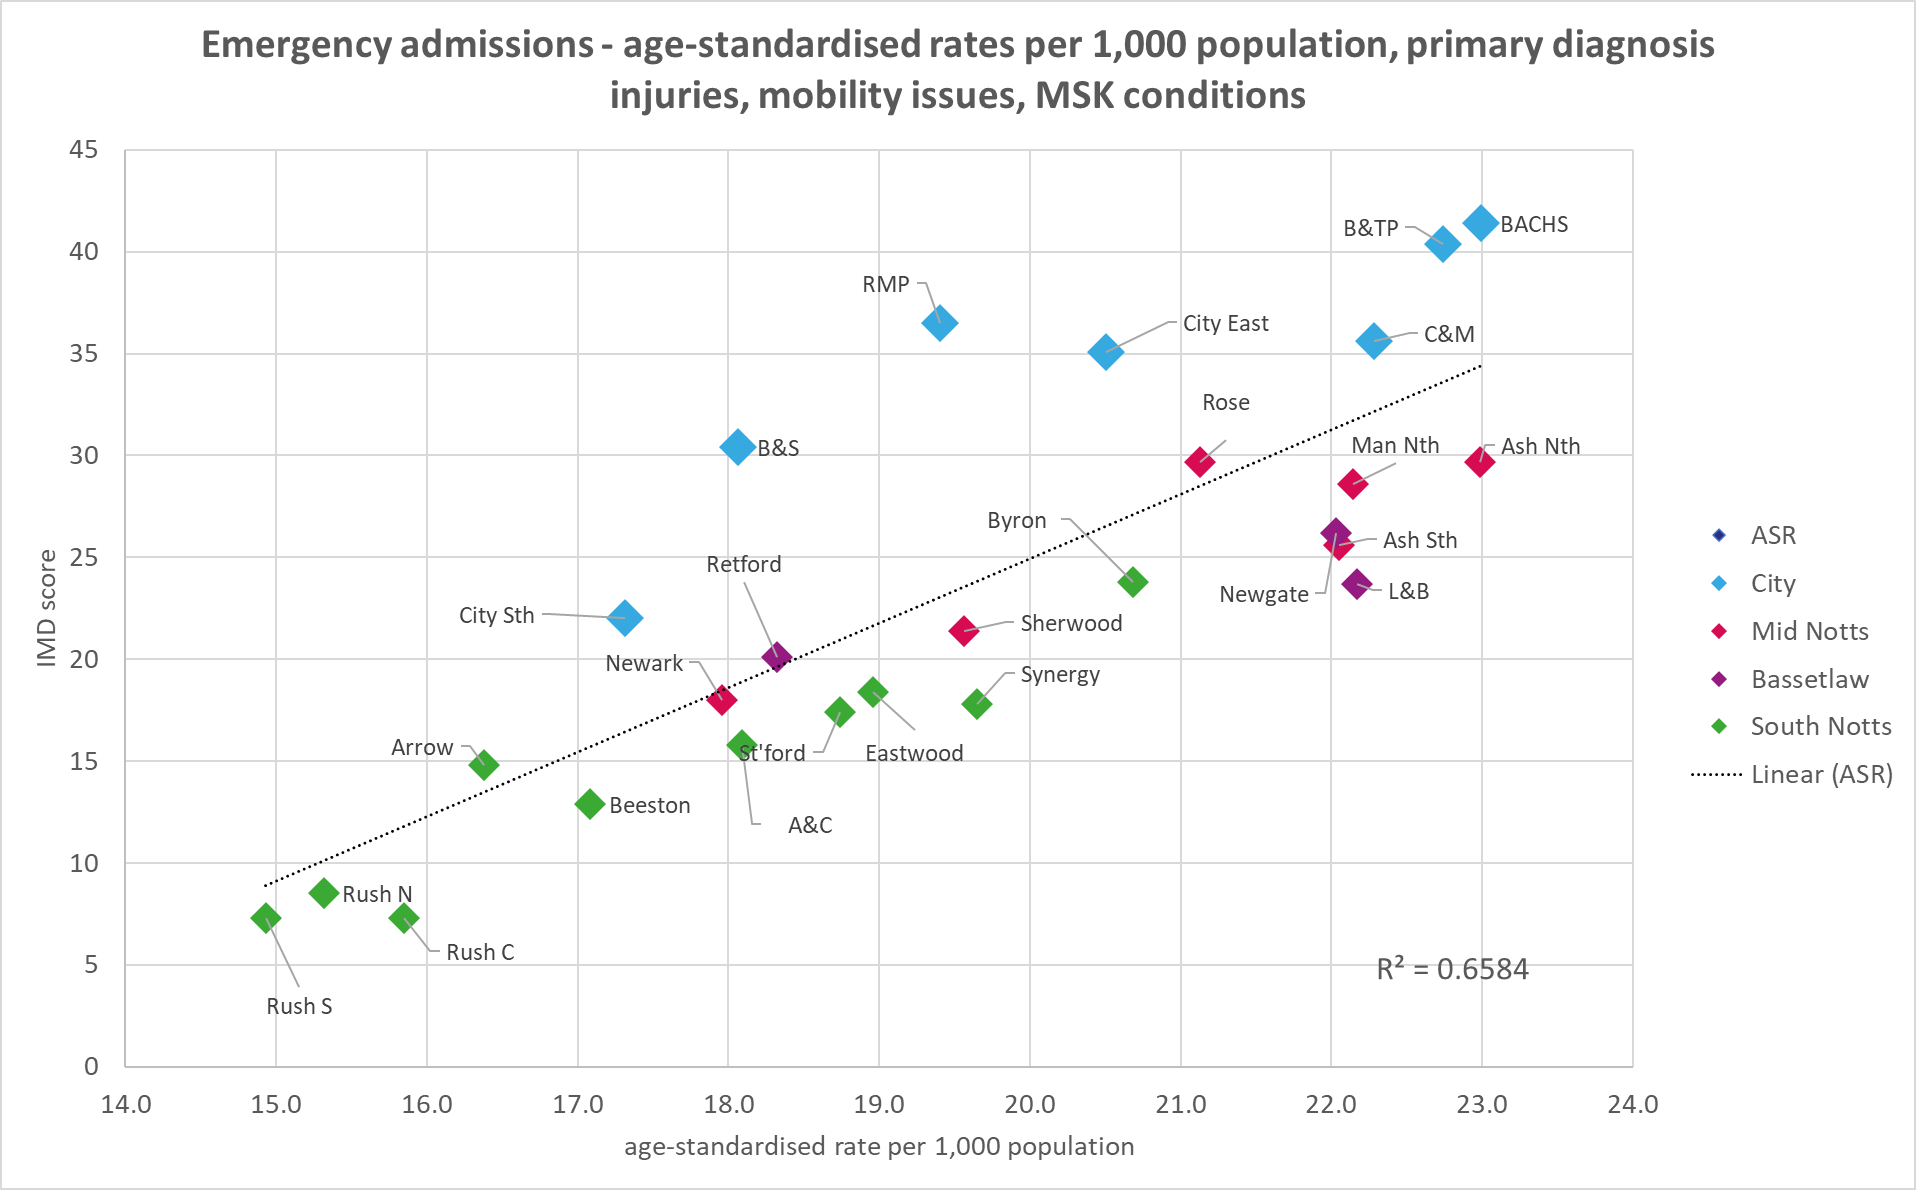 Emergency admissions - age-standardised rates per 1,000 population, primary diagnosis
injuries, mobility issues, MSK conditions
45
40
35
30
25
20
15
10
5
0
IMD score
14.0
15.0
16.0
17.0
18.0
19.0
20.0
21.0
22.0
23.0
24.0
age-standardised rate per 1,000 population
B&TP
BACHS
RMP
City East
C&M
Rose
Man Nth
Ash Nth
B&S
Byron
Ash Sth
Retford
Newgate
L&B
City Sth
Sherwood
Newark
Synergy
Arrow
St'ford
Eastwood
Beeston
A&C
Rush N
Rush C
Rush S
R² = 0.6584
ASR
City
Mid Notts
Bassetlaw
South Notts
Linear (ASR)